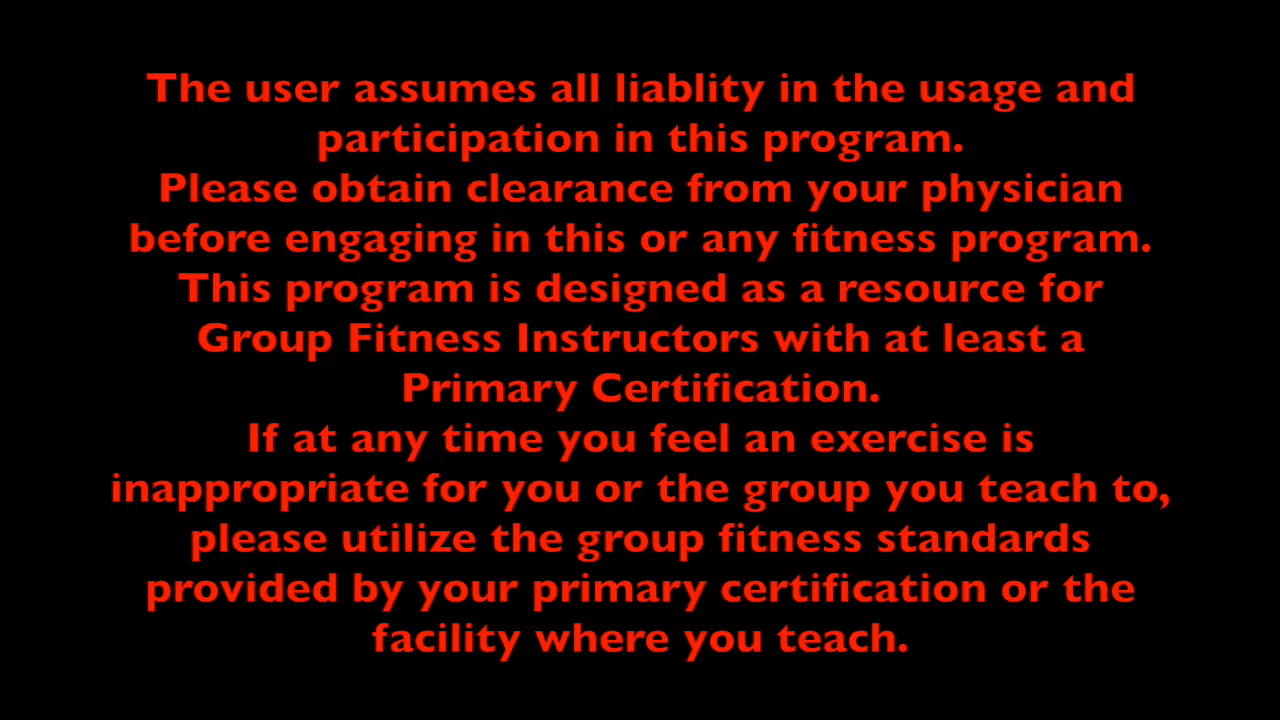 The user assumes all liablity in the usage and
participation in this program.
Please obtain clearance from your physician
before engaging in this or any fitness program.
This program is designed as a resource for
Group Fitness Instructors with at least a
Primary Certification.
If at any time you feel an exercise is
inappropriate for you or the group you teach to,
please utilize the group fitness standards
provided by your primary certification or the
facility where you teach.